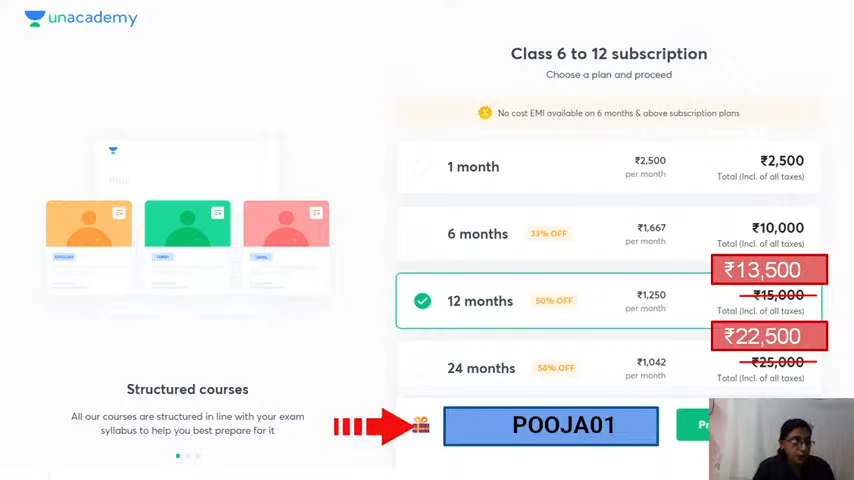 unacademy
Class 6 to 12 subscription
Choose a plan and proceed
No cost EMI available on 6 months & above subscription plans
1 month ₹2,500 ₹2,500
per month Total (Incl. of all taxes)
6 months 33% OFF ₹1,667 ₹10,000
per month Total (Incl. of all taxes)
₹13,500
12 months 50% OFF ₹1,250 ₹15,000
per month Total (Incl. of all taxes)
₹22,500
24 months 58% OFF ₹1,042 ₹25,000
per month Total (Incl. of all taxes)
Structured courses
All our courses are structured in line with your exam
syllabus to help you best prepare for it
POOJA01